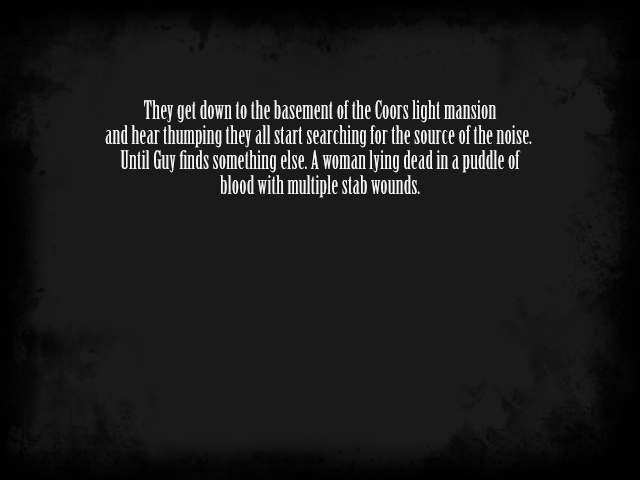 They get down to the basement of the Coors light mansion
and hear thumping they all start searching for the source of the noise.
Until Guy finds something else. A woman lying dead in a puddle of
blood with multiple stab wounds.